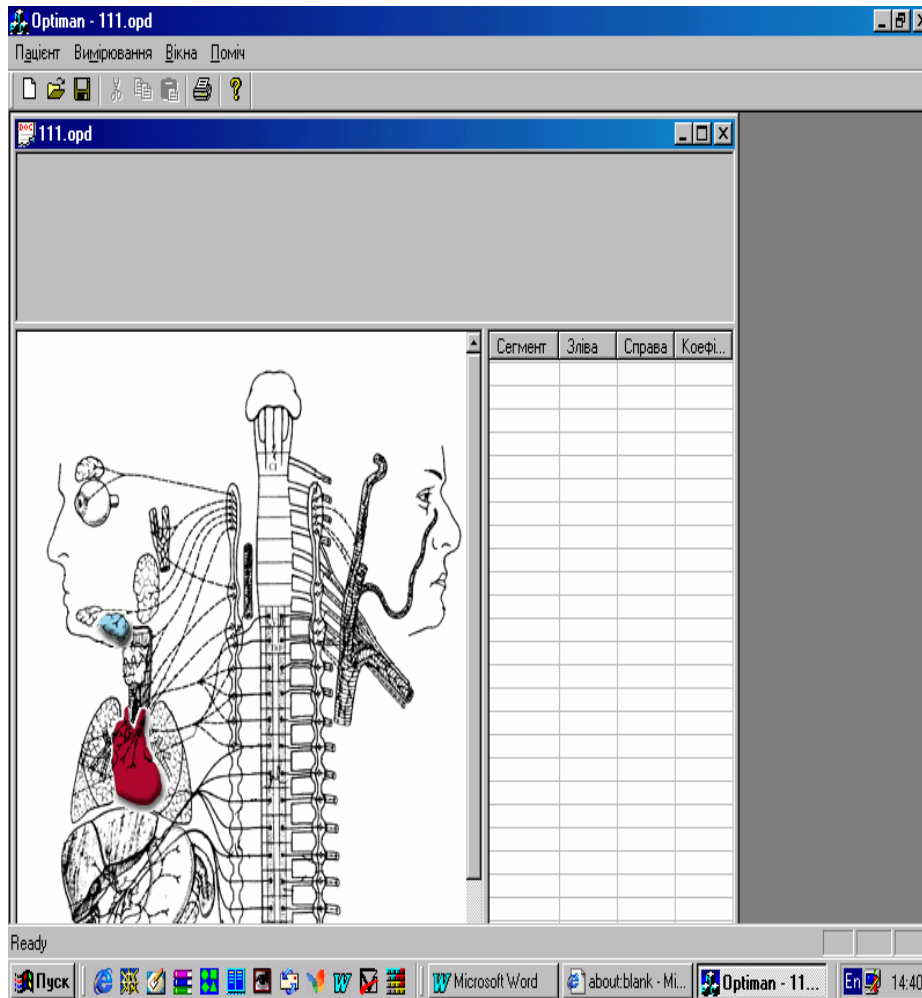 Optiman - 111.opd
Пацієнт Вимірювання Вікна Поміч
111.opd
Сегмент Зліва Справа Коефі...
Ready
Пуск Microsoft Word about:blank - Mi... Optiman - 11... En 14:40